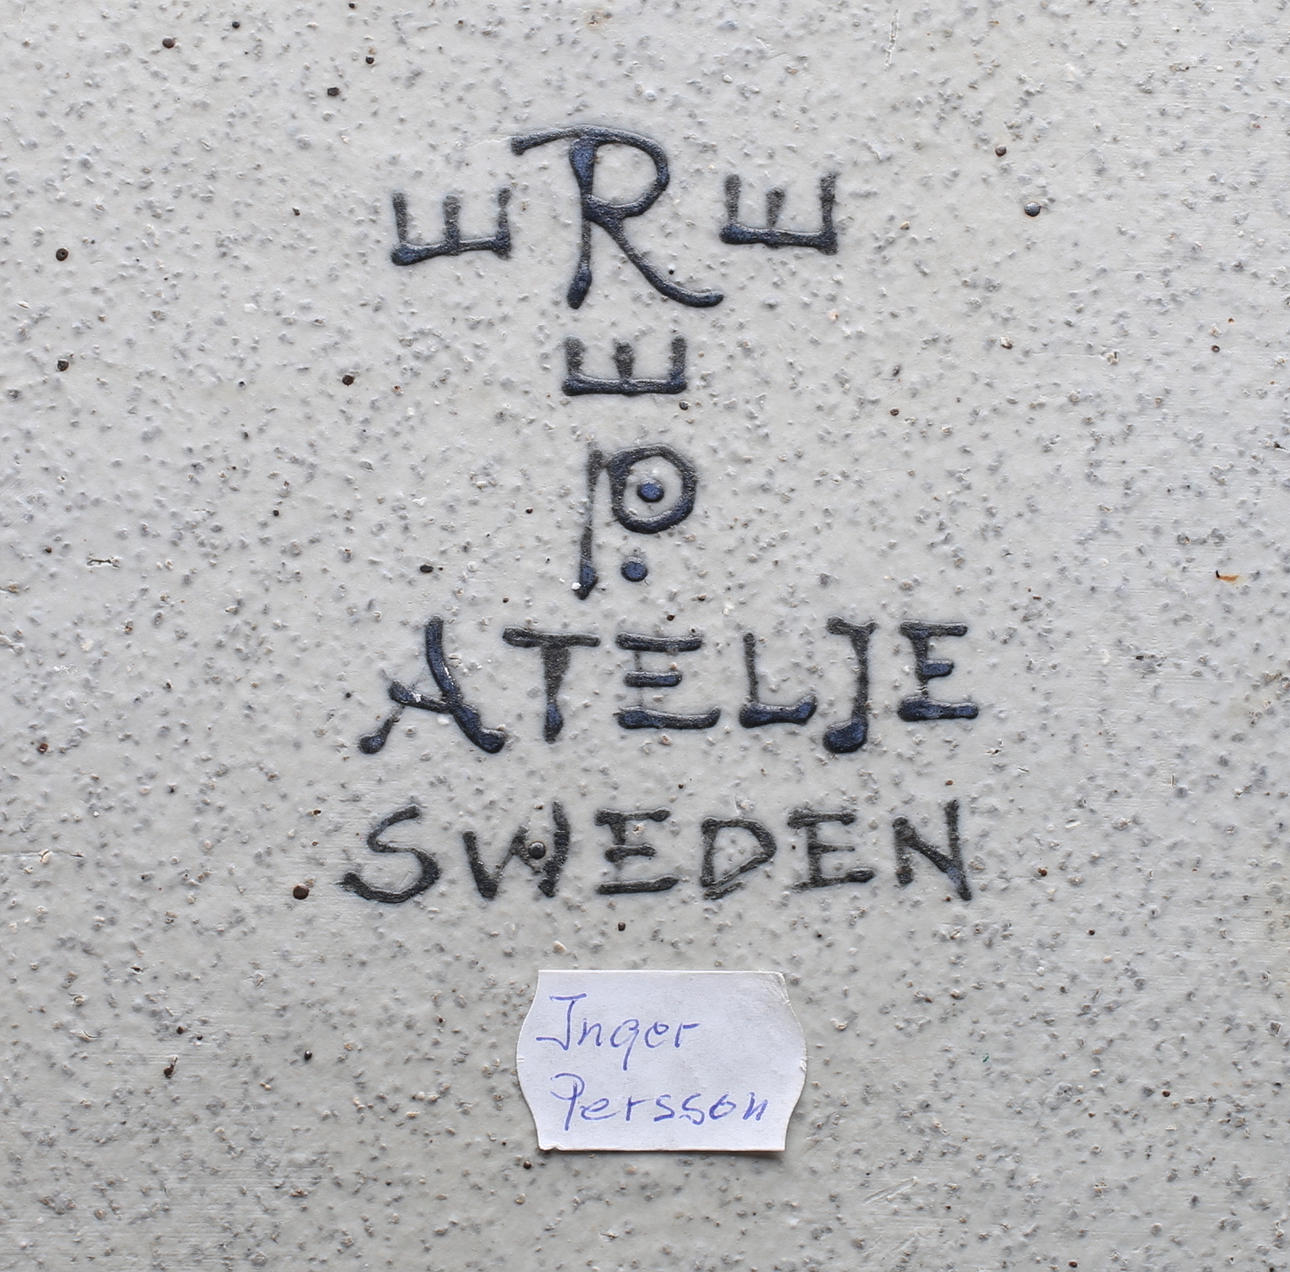 E R E
E
P.
ATELJE
SWEDEN
Inger
Persson